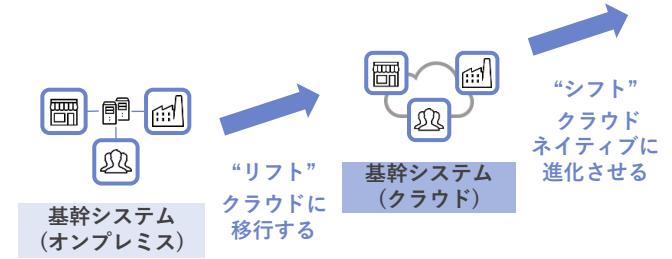 基幹システム
(オンプレミス)
“リフト”
クラウドに
移行する
基幹システム
(クラウド)
“シフト”
クラウド
ネイティブに
進化させる